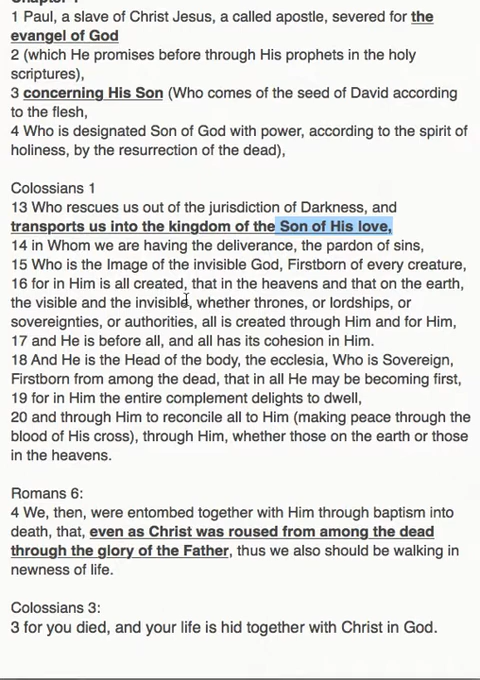 1 Paul, a slave of Christ Jesus, a called apostle, severed for the
evangel of God
2 (which He promises before through His prophets in the holy
scriptures),
3 concerning His Son (Who comes of the seed of David according
to the flesh,
4 Who is designated Son of God with power, according to the spirit of
holiness, by the resurrection of the dead),
Colossians 1
13 Who rescues us out of the jurisdiction of Darkness, and
transports us into the kingdom of the Son of His love,
14 in Whom we are having the deliverance, the pardon of sins,
15 Who is the Image of the invisible God, Firstborn of every creature,
16 for in Him is all created, that in the heavens and that on the earth,
the visible and the invisible, whether thrones, or lordships, or
sovereignties, or authorities, all is created through Him and for Him,
17 and He is before all, and all has its cohesion in Him.
18 And He is the Head of the body, the ecclesia, Who is Sovereign,
Firstborn from among the dead, that in all He may be becoming first,
19 for in Him the entire complement delights to dwell,
20 and through Him to reconcile all to Him (making peace through the
blood of His cross), through Him, whether those on the earth or those
in the heavens.
Romans 6:
4 We, then, were entombed together with Him through baptism into
death, that, even as Christ was roused from among the dead
through the glory of the Father, thus we also should be walking in
newness of life.
Colossians 3:
3 for you died, and your life is hid together with Christ in God.